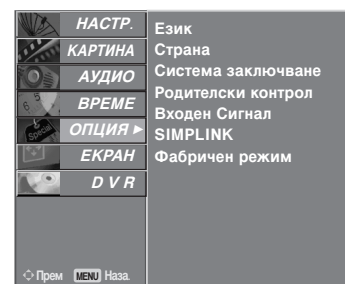 НАСТР.
КАРТИНА
АУДИО
ВРЕМЕ
ОПЦИЯ ▶
ЕКРАН
D V R
Език
Страна
Система заключване
Родителски контрол
Входен Сигнал
SIMPLINK
Фабричен режим
Прем MENU Наза.